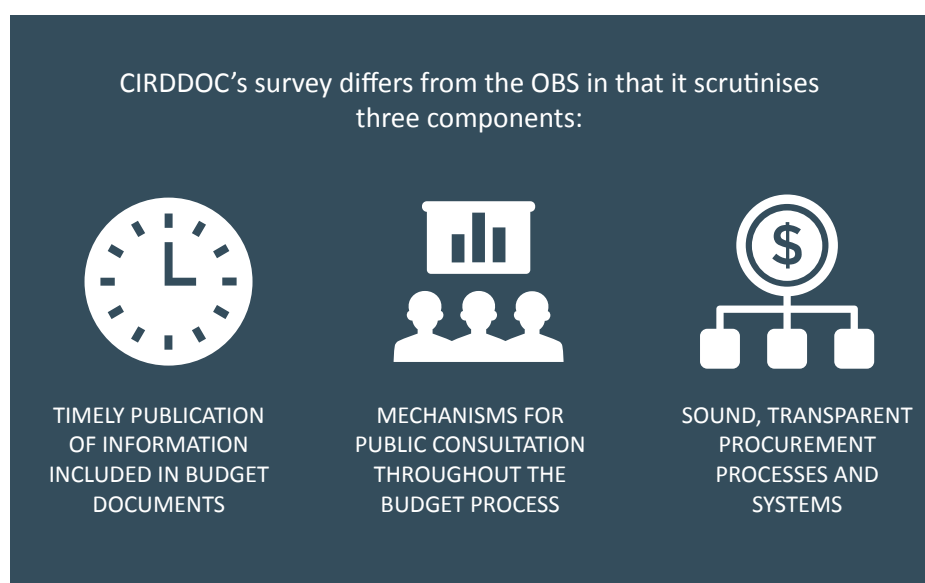 CIRDDOC's survey differs from the OBS in that it scrutinises
three components:
$
TIMELY PUBLICATION
OF INFORMATION
INCLUDED IN BUDGET
DOCUMENTS
MECHANISMS FOR
PUBLIC CONSULTATION
THROUGHOUT THE
BUDGET PROCESS
SOUND, TRANSPARENT
PROCUREMENT
PROCESSES AND
SYSTEMS